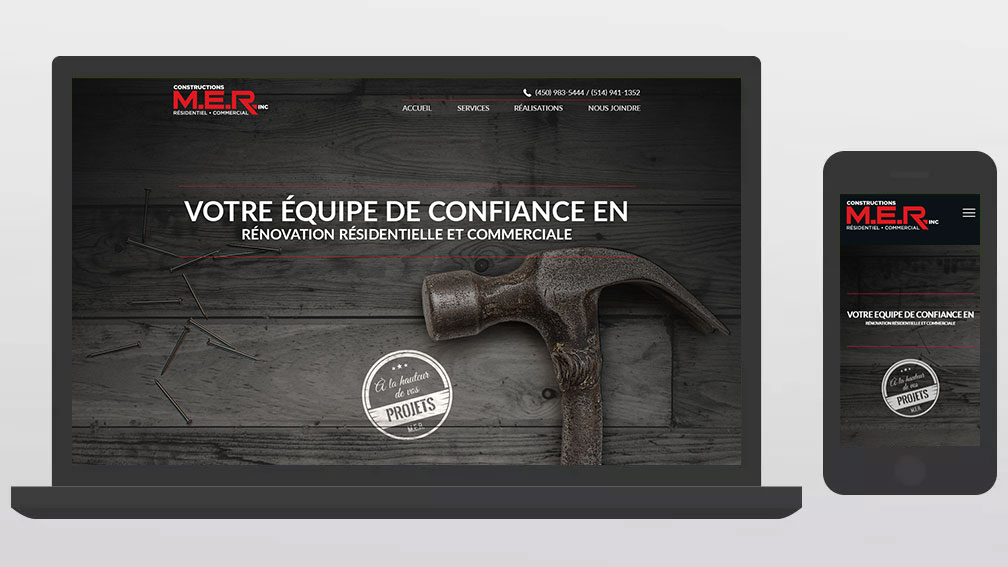 CONSTRUCTIONS
M.E.R INC
RÉSIDENTIEL • COMMERCIAL
(450) 983-5444 / (514) 941-1352
ACCUEIL SERVICES RÉALISATIONS NOUS JOINDRE
VOTRE ÉQUIPE DE CONFIANCE EN
RÉNOVATION RÉSIDENTIELLE ET COMMERCIALE
À la hauteur
de vos
PROJETS
M.E.R.
CONSTRUCTIONS
M.E.R INC
RÉSIDENTIEL • COMMERCIAL
VOTRE EQUIPE DE CONFIANCE EN
RÉNOVATION RÉSIDENTIELLE ET COMMERCIALE
À la hauteur
de vos
PROJETS
M.E.R.